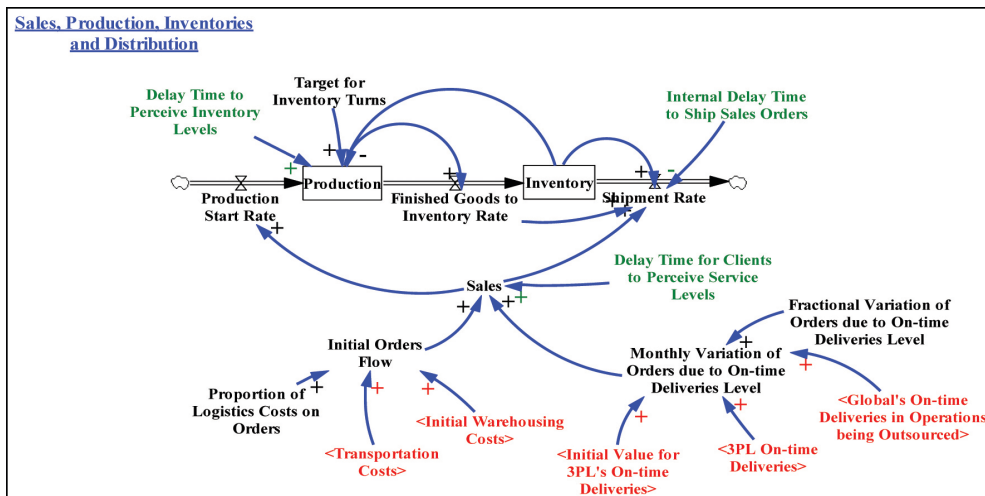 Sales, Production, Inventories
and Distribution
Target for
Inventory Turns
Delay Time to
Perceive Inventory
Levels
Internal Delay Time
to Ship Sales Orders
+
-
+
+
+
-
Production
Inventory
Production
Start Rate
Finished Goods to
Inventory Rate
Shipment Rate
+
+
+
Delay Time for Clients
to Perceive Service
Levels
Sales
+
+
+
Fractional Variation of
Orders due to On-time
Deliveries Level
Initial Orders
Flow
Monthly Variation of
Orders due to On-time
Deliveries Level
+
+
+
+
+
Proportion of
Logistics Costs on
Orders
<Initial Warehousing
Costs>
<Transportation
Costs>
+
+
<Global's On-time
Deliveries in Operations
being Outsourced>
<Initial Value for
3PL's On-time
Deliveries>
<3PL On-time
Deliveries>